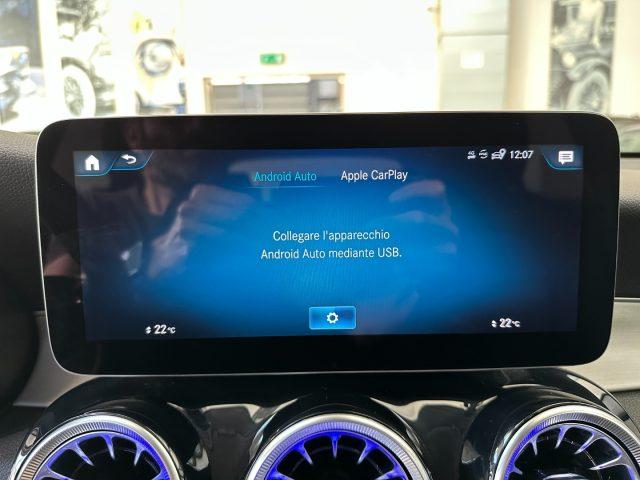 12:07
Android Auto
Apple CarPlay
Collegare l'apparecchio
Android Auto mediante USB.
22°C
22°C